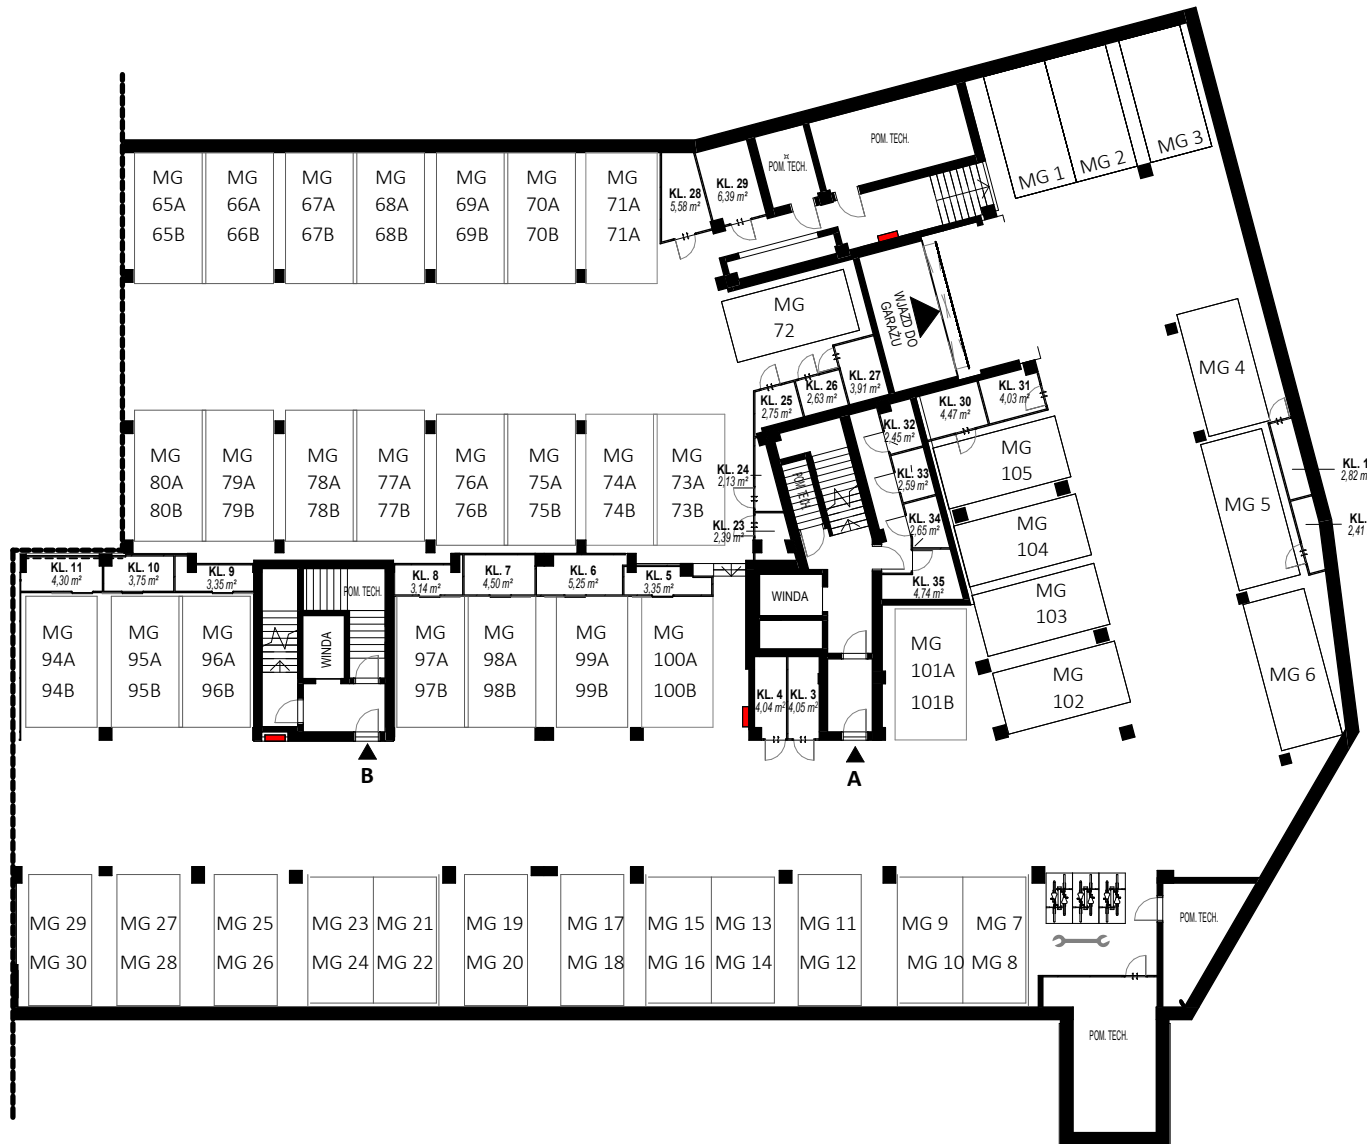 MG 1
MG 2
MG 3
POM. TECH.
POM. TECH.
KL. 28
5,58 m²
KL. 29
6,39 m²
MG
65A
65B
MG
66A
66B
MG
67A
67B
MG
68A
68B
MG
69A
69B
MG
70A
70B
MG
71A
71A
MG
72
WJAZD DO
GARAŻU
MG 4
KL. 27
3,91 m²
KL. 26
2,63 m²
KL. 25
2,75 m²
KL. 31
4,03 m²
KL. 30
4,47 m²
KL. 32
2,45 m²
KL. 33
2,59 m²
KL. 34
2,65 m²
KL. 35
4,74 m²
KL. 24
2,13 m²
KL. 23
2,39 m²
POM. TECH.
MG
80A
80B
MG
79A
79B
MG
78A
78B
MG
77A
77B
MG
76A
76B
MG
75A
75B
MG
74A
74B
MG
73A
73B
MG
105
MG
104
MG
103
MG
102
MG 5
MG 6
KL. 1
2,82 m
KL.
2,41
KL. 11
4,30 m²
KL. 10
3,75 m²
KL. 9
3,35 m²
KL. 8
3,14 m²
KL. 7
4,50 m²
KL. 6
5,25 m²
KL. 5
3,35 m²
POM. TECH.
WINDA
WINDA
MG
94A
94B
MG
95A
95B
MG
96A
96B
MG
97A
97B
MG
98A
98B
MG
99A
99B
MG
100A
100B
MG
101A
101B
KL. 4
4,04 m²
KL. 3
4,05 m²
B
A
MG 29
MG 30
MG 27
MG 28
MG 25
MG 26
MG 23
MG 24
MG 21
MG 22
MG 19
MG 20
MG 17
MG 18
MG 15
MG 16
MG 13
MG 14
MG 11
MG 12
MG 9
MG 10
MG 7
MG 8
POM. TECH.
POM. TECH.